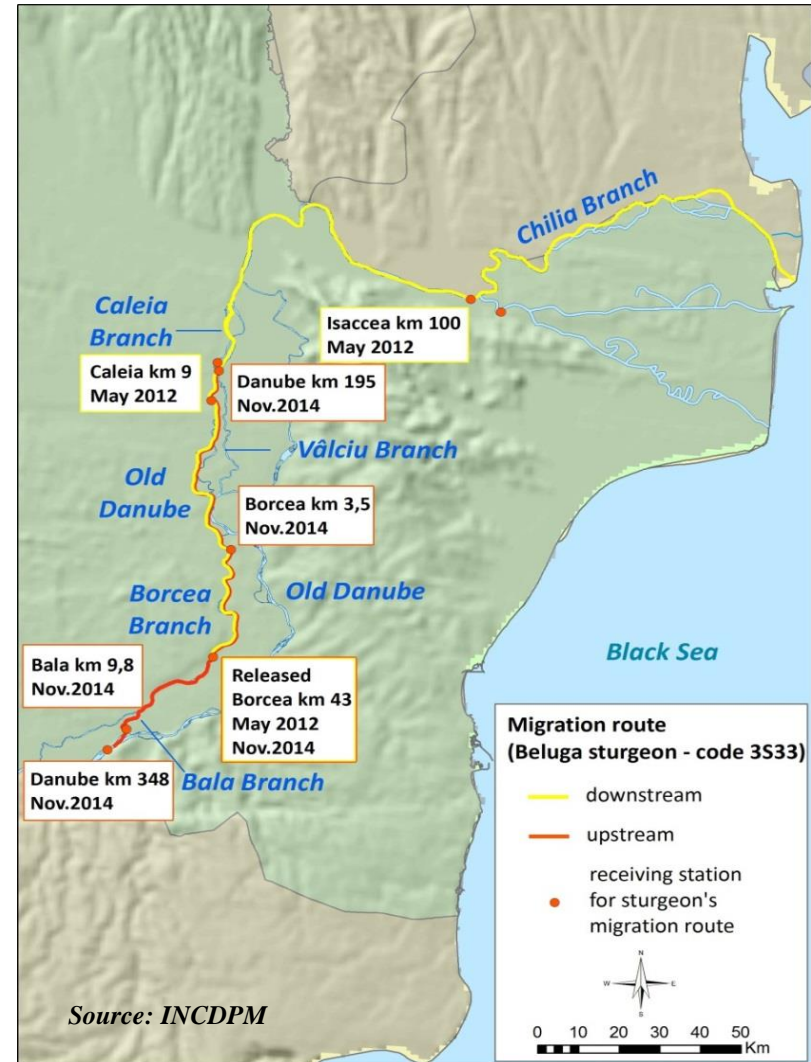 Chilia Branch
Caleia
Branch
Isaccea km 100
May 2012
Caleia km 9
May 2012
Danube km 195
Nov.2014
Vâlciu Branch
Old
Danube
Borcea km 3,5
Nov.2014
Old Danube
Borcea
Branch
Black Sea
Bala km 9,8
Nov.2014
Released
Borcea km 43
May 2012
Nov.2014
Bala Branch
Danube km 348
Nov.2014
Migration route
(Beluga sturgeon - code 3S33)
downstream
upstream
receiving station
for sturgeon's
migration route
N
W E
S
0 10 20 30 40 50
Km
Source: INCDPM